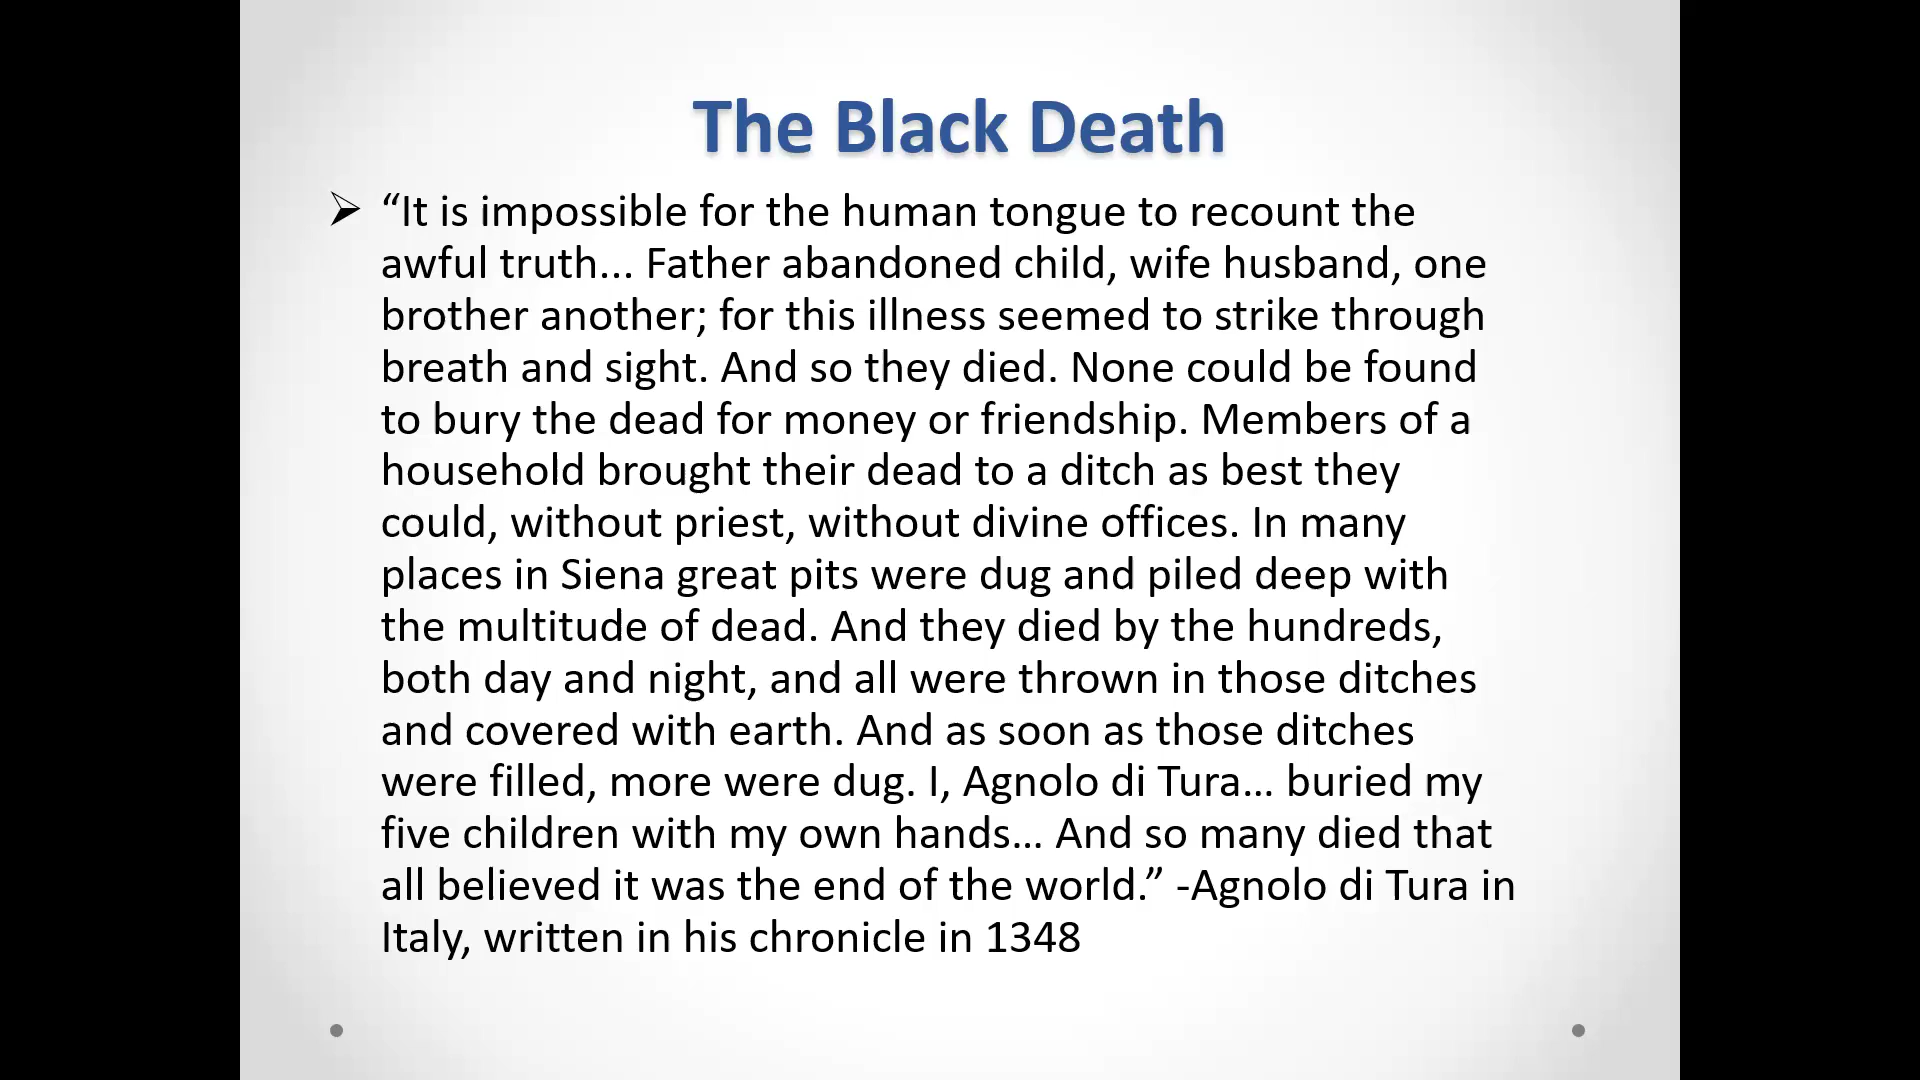 The Black Death
“It is impossible for the human tongue to recount the
awful truth... Father abandoned child, wife husband, one
brother another; for this illness seemed to strike through
breath and sight. And so they died. None could be found
to bury the dead for money or friendship. Members of a
household brought their dead to a ditch as best they
could, without priest, without divine offices. In many
places in Siena great pits were dug and piled deep with
the multitude of dead. And they died by the hundreds,
both day and night, and all were thrown in those ditches
and covered with earth. And as soon as those ditches
were filled, more were dug. I, Agnolo di Tura… buried my
five children with my own hands… And so many died that
all believed it was the end of the world.” -Agnolo di Tura in
Italy, written in his chronicle in 1348